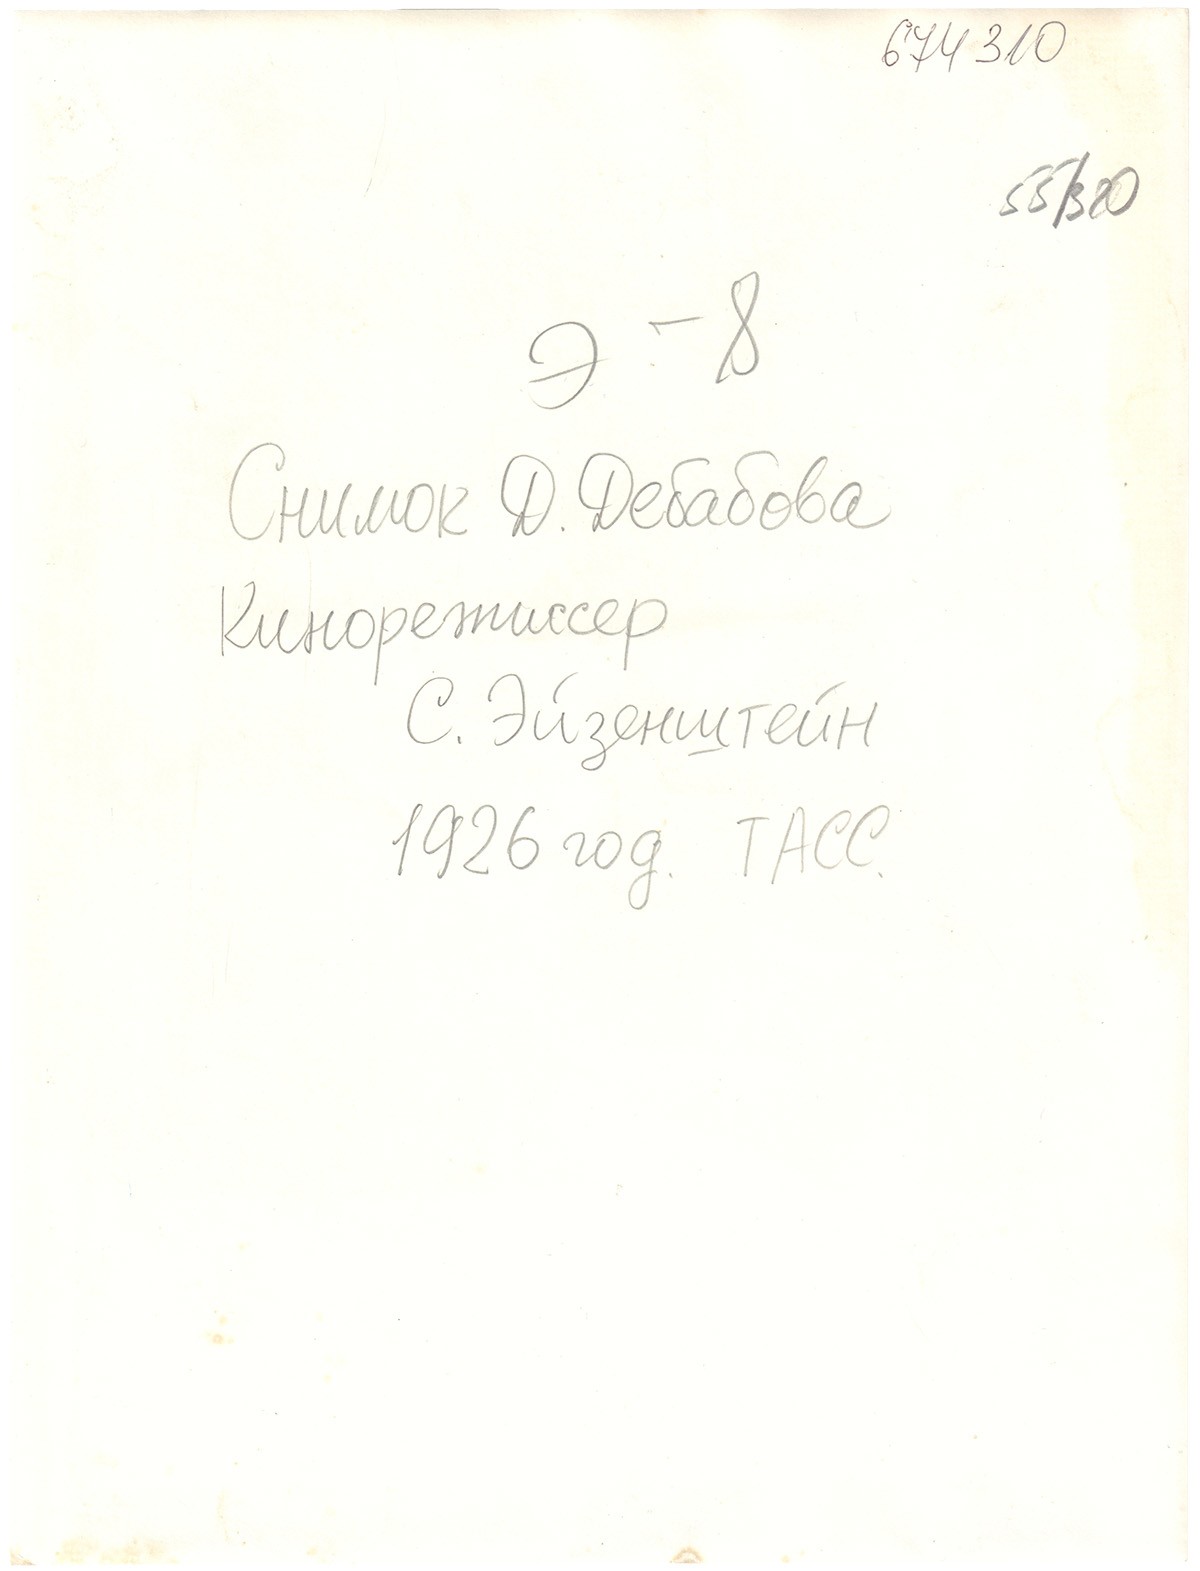 674310
55/320
Э - 8
Снимок Д. Дебабова
Кинорежиссер
С. Эйзенштейн
1926 год. ТАСС.